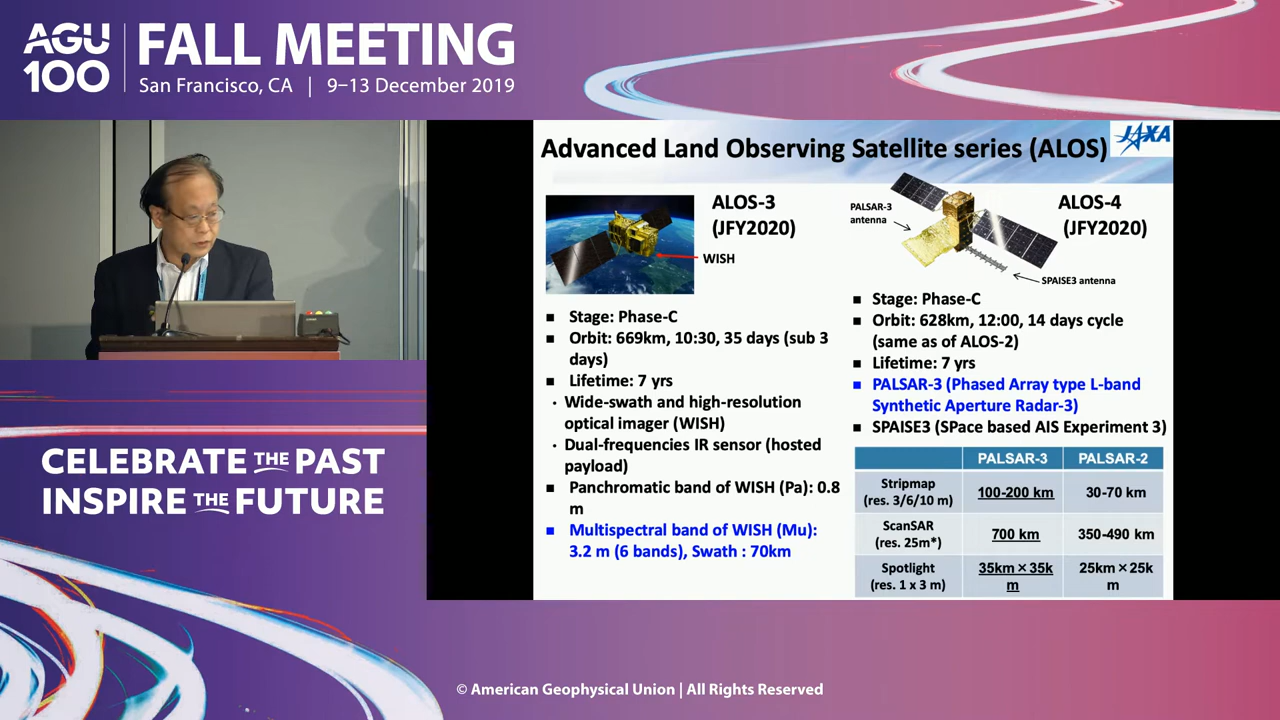 AGU
100
FALL MEETING
San Francisco, CA | 9–13 December 2019
Advanced Land Observing Satellite series (ALOS)
JAXA
ALOS-3
(JFY2020)
WISH
■ Stage: Phase-C
■ Orbit: 669km, 10:30, 35 days (sub 3
days)
■ Lifetime: 7 yrs
・ Wide-swath and high-resolution
optical imager (WISH)
・ Dual-frequencies IR sensor (hosted
payload)
■ Panchromatic band of WISH (Pa): 0.8
m
■ Multispectral band of WISH (Mu):
3.2 m (6 bands), Swath : 70km
PALSAR-3
antenna
ALOS-4
(JFY2020)
SPAISE3 antenna
■ Stage: Phase-C
■ Orbit: 628km, 12:00, 14 days cycle
(same as of ALOS-2)
■ Lifetime: 7 yrs
■ PALSAR-3 (Phased Array type L-band
Synthetic Aperture Radar-3)
■ SPAISE3 (SPace based AIS Experiment 3)
PALSAR-3 PALSAR-2
Stripmap
(res. 3/6/10 m) 100-200 km 30-70 km
ScanSAR
(res. 25m*) 700 km 350-490 km
Spotlight
(res. 1 x 3 m) 35km×35k
m 25km×25k
m
CELEBRATE THE PAST
INSPIRE THE FUTURE
© American Geophysical Union | All Rights Reserved